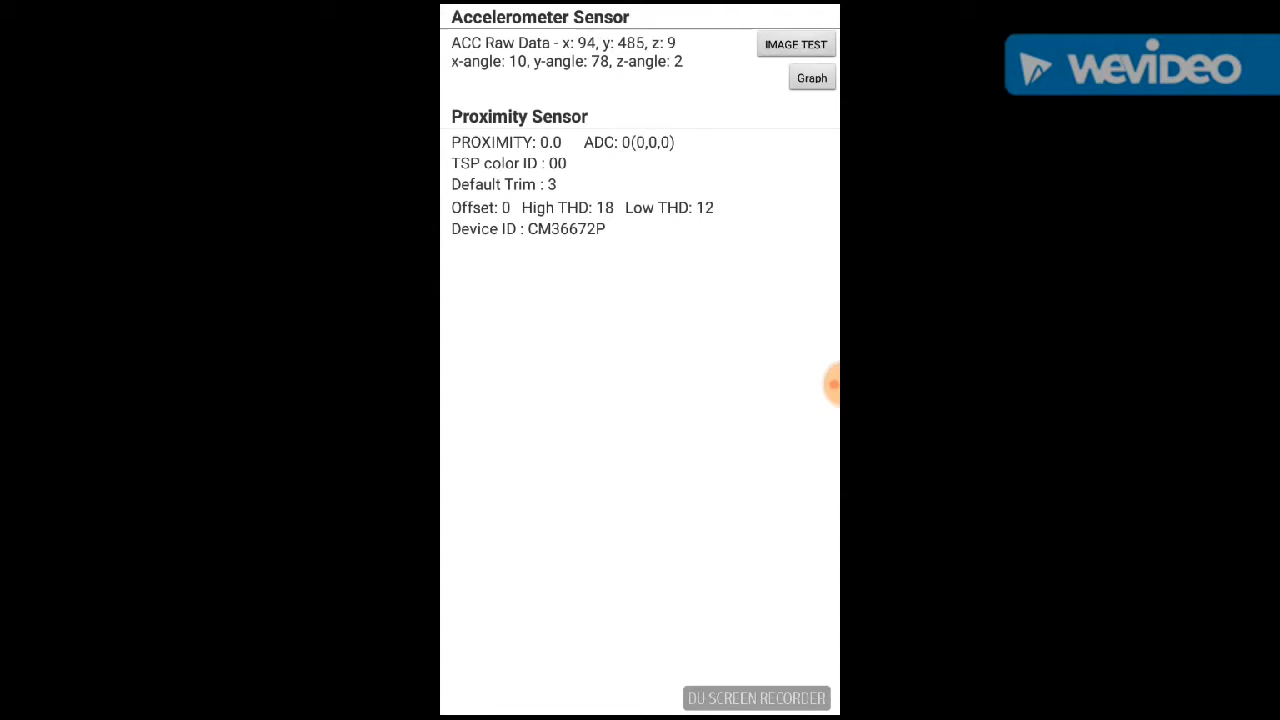 Accelerometer Sensor
ACC Raw Data - x: 94, y: 485, z: 9
x-angle: 10, y-angle: 78, z-angle: 2
IMAGE TEST
Graph
WEVIDEO
Proximity Sensor
PROXIMITY: 0.0 ADC: 0(0,0,0)
TSP color ID : 00
Default Trim : 3
Offset: 0 High THD: 18 Low THD: 12
Device ID : CM36672P
DU SCREEN RECORDER